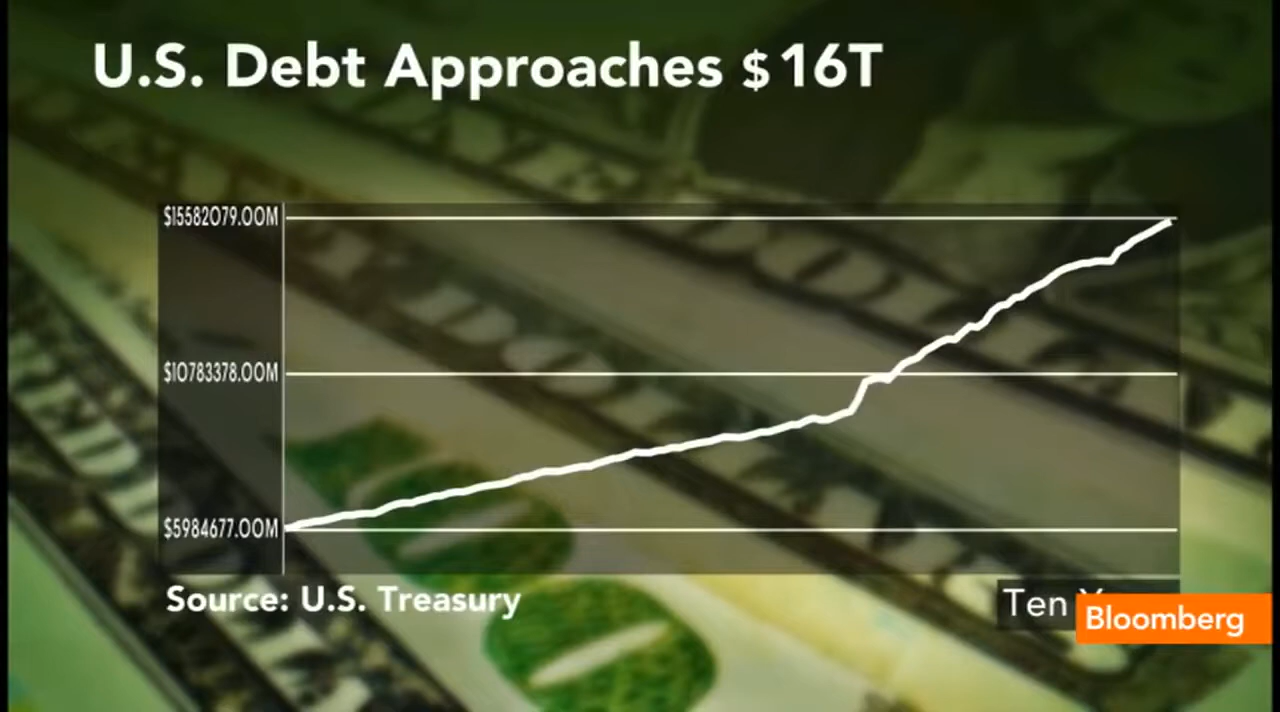 U.S. Debt Approaches $16T
$15582079.00M
$10783378.00M
$5984677.00M
Source: U.S. Treasury
Ten
Bloomberg